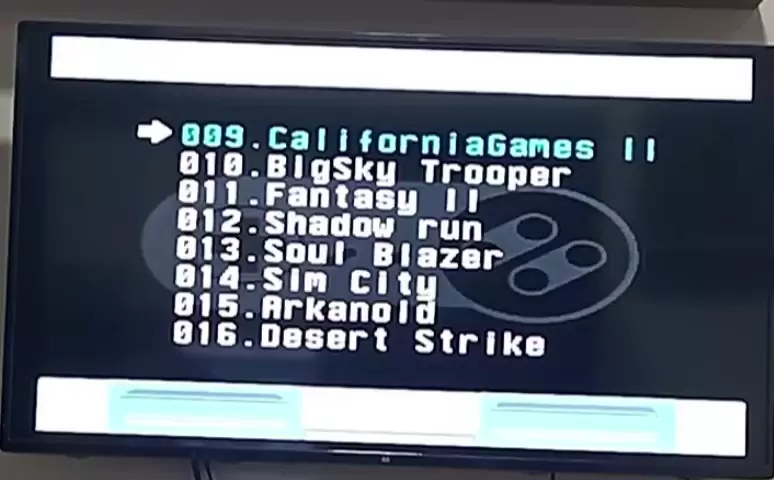 009.CaliforniaGames II
010.BigSky Trooper
011.Fantasy II
012.Shadow run
013.Soul Blazer
014.Sim City
015.Arkanoid
016.Desert Strike